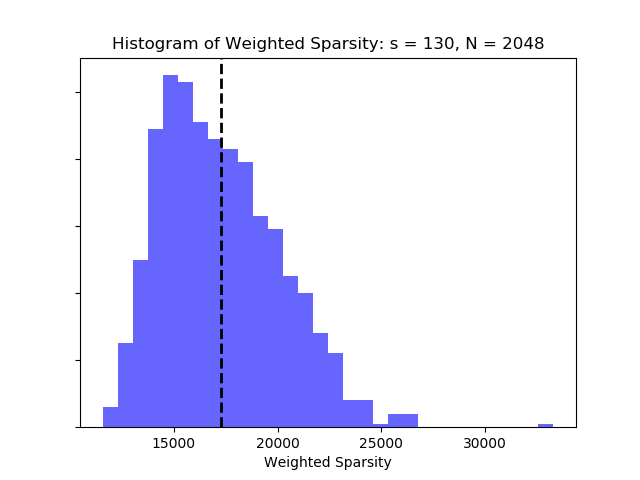 Histogram of Weighted Sparsity: s = 130, N = 2048
15000 20000 25000 30000
Weighted Sparsity